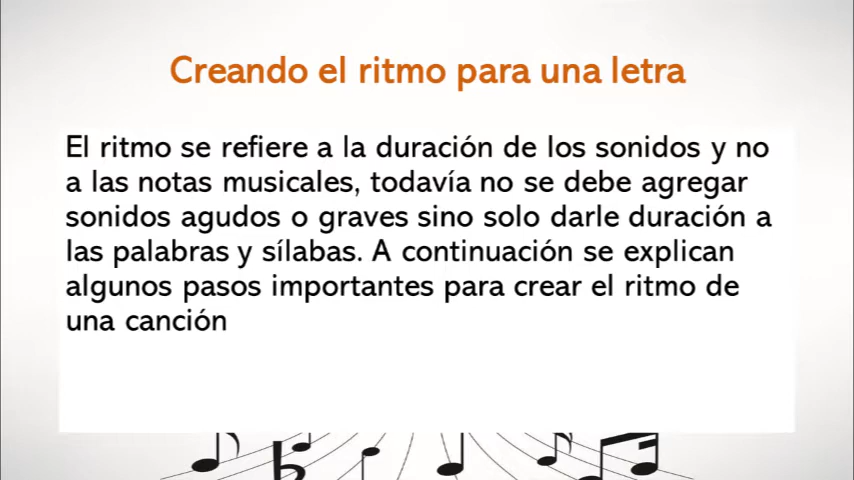 Creando el ritmo para una letra
El ritmo se refiere a la duración de los sonidos y no
a las notas musicales, todavía no se debe agregar
sonidos agudos o graves sino solo darle duración a
las palabras y sílabas. A continuación se explican
algunos pasos importantes para crear el ritmo de
una canción